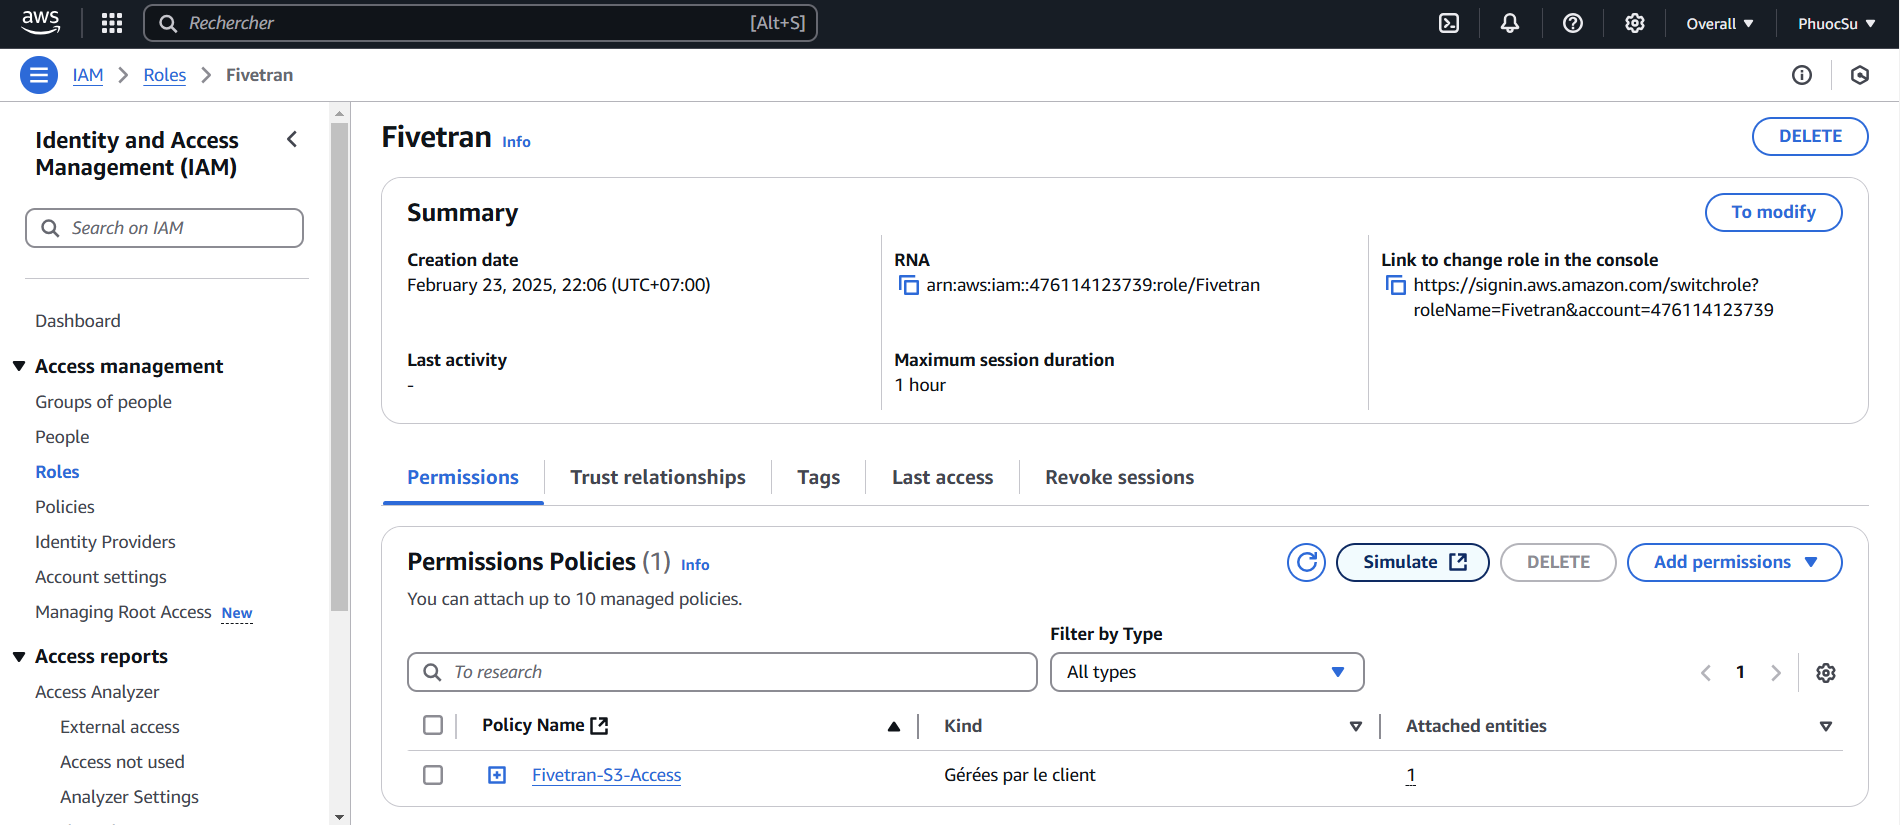 aws
Rechercher
[Alt+S]
Overall
PhuocSu
IAM
Roles
Fivetran
Identity and Access
Management (IAM)
Search on IAM
Dashboard
Access management
Groups of people
People
Roles
Policies
Identity Providers
Account settings
Managing Root Access New
Access reports
Access Analyzer
External access
Access not used
Analyzer Settings
Fivetran Info
DELETE
Summary
To modify
Creation date
February 23, 2025, 22:06 (UTC+07:00)
RNA
arn:aws:iam::476114123739:role/Fivetran
Link to change role in the console
https://signin.aws.amazon.com/switchrole?
roleName=Fivetran&account=476114123739
Last activity
-
Maximum session duration
1 hour
Permissions
Trust relationships
Tags
Last access
Revoke sessions
Permissions Policies (1) Info
Simulate
DELETE
Add permissions
You can attach up to 10 managed policies.
Filter by Type
To research
All types
1
Policy Name
Kind
Attached entities
Fivetran-S3-Access
Gérées par le client
1